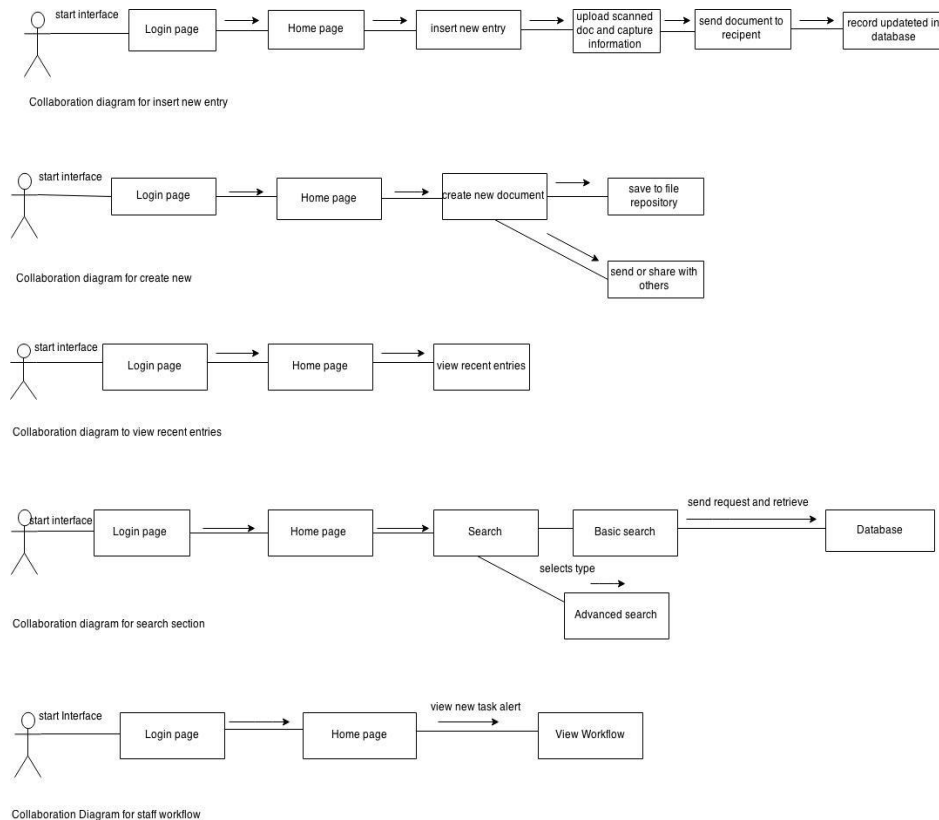 start interface
Login page
Home page
insert new entry
upload scanned
doc and capture
information
send document to
recipent
record updateted in
database
Collaboration diagram for insert new entry
start interface
Login page
Home page
create new document
save to file
repository
send or share with
others
Collaboration diagram for create new
start interface
Login page
Home page
view recent entries
Collaboration diagram to view recent entries
start interface
Login page
Home page
Search
Basic search
send request and retrieve
Database
selects type
Advanced search
Collaboration diagram for search section
start Interface
Login page
Home page
view new task alert
View Workflow
Collaboration Diagram for staff workflow